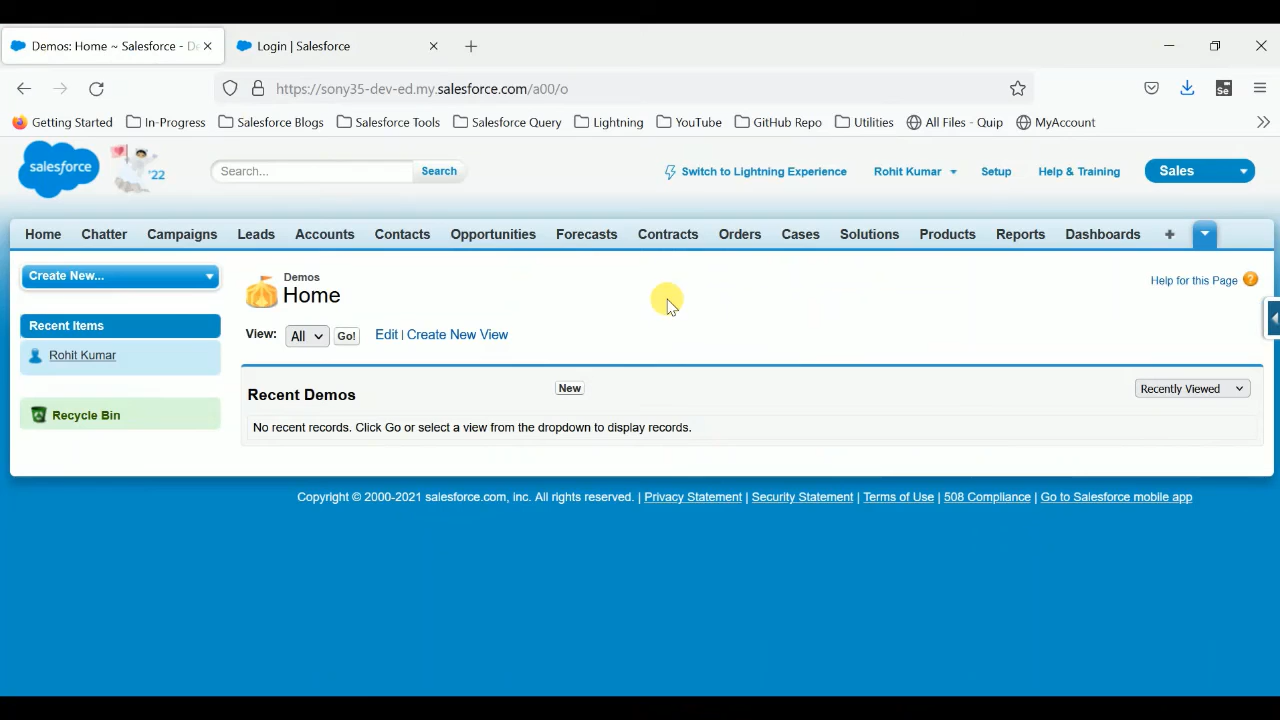 Demos: Home ~ Salesforce - De
Login | Salesforce
https://sony35-dev-ed.my.salesforce.com/a00/o
Se
Getting Started In-Progress Salesforce Blogs Salesforce Tools Salesforce Query Lightning YouTube GitHub Repo Utilities All Files - Quip MyAccount
salesforce
'22
Search...
Search
Switch to Lightning Experience
Rohit Kumar
Setup
Help & Training
Sales
Home Chatter Campaigns Leads Accounts Contacts Opportunities Forecasts Contracts Orders Cases Solutions Products Reports Dashboards +
Create New...
Recent Items
Rohit Kumar
Recycle Bin
Demos
Home
Help for this Page ?
View: All Go! Edit | Create New View
Recent Demos
New
Recently Viewed
No recent records. Click Go or select a view from the dropdown to display records.
Copyright © 2000-2021 salesforce.com, inc. All rights reserved. | Privacy Statement | Security Statement | Terms of Use | 508 Compliance | Go to Salesforce mobile app